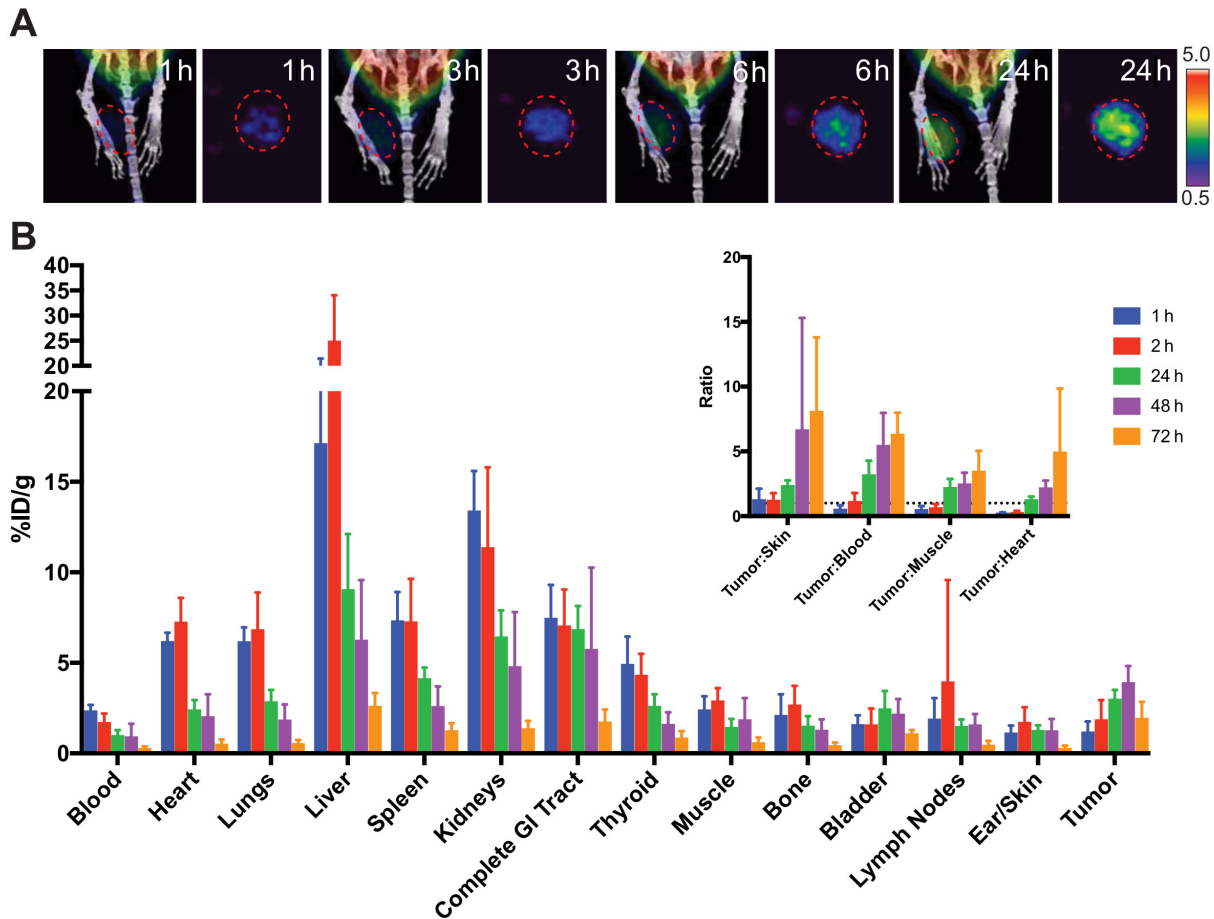 A
1 h 1 h 3 h 3 h 6 h 6 h 24 h 24 h 5.0
0.5
B
40
35
30
25
20
20
15
10
5
0
%ID/g
Blood
Heart
Lungs
Liver
Spleen
Kidneys
Complete GI Tract
Thyroid
Muscle
Bone
Bladder
Lymph Nodes
Ear/Skin
Tumor
20
15
10
5
0
Ratio
Tumor:Skin
Tumor:Blood
Tumor:Muscle
Tumor:Heart
1 h
2 h
24 h
48 h
72 h